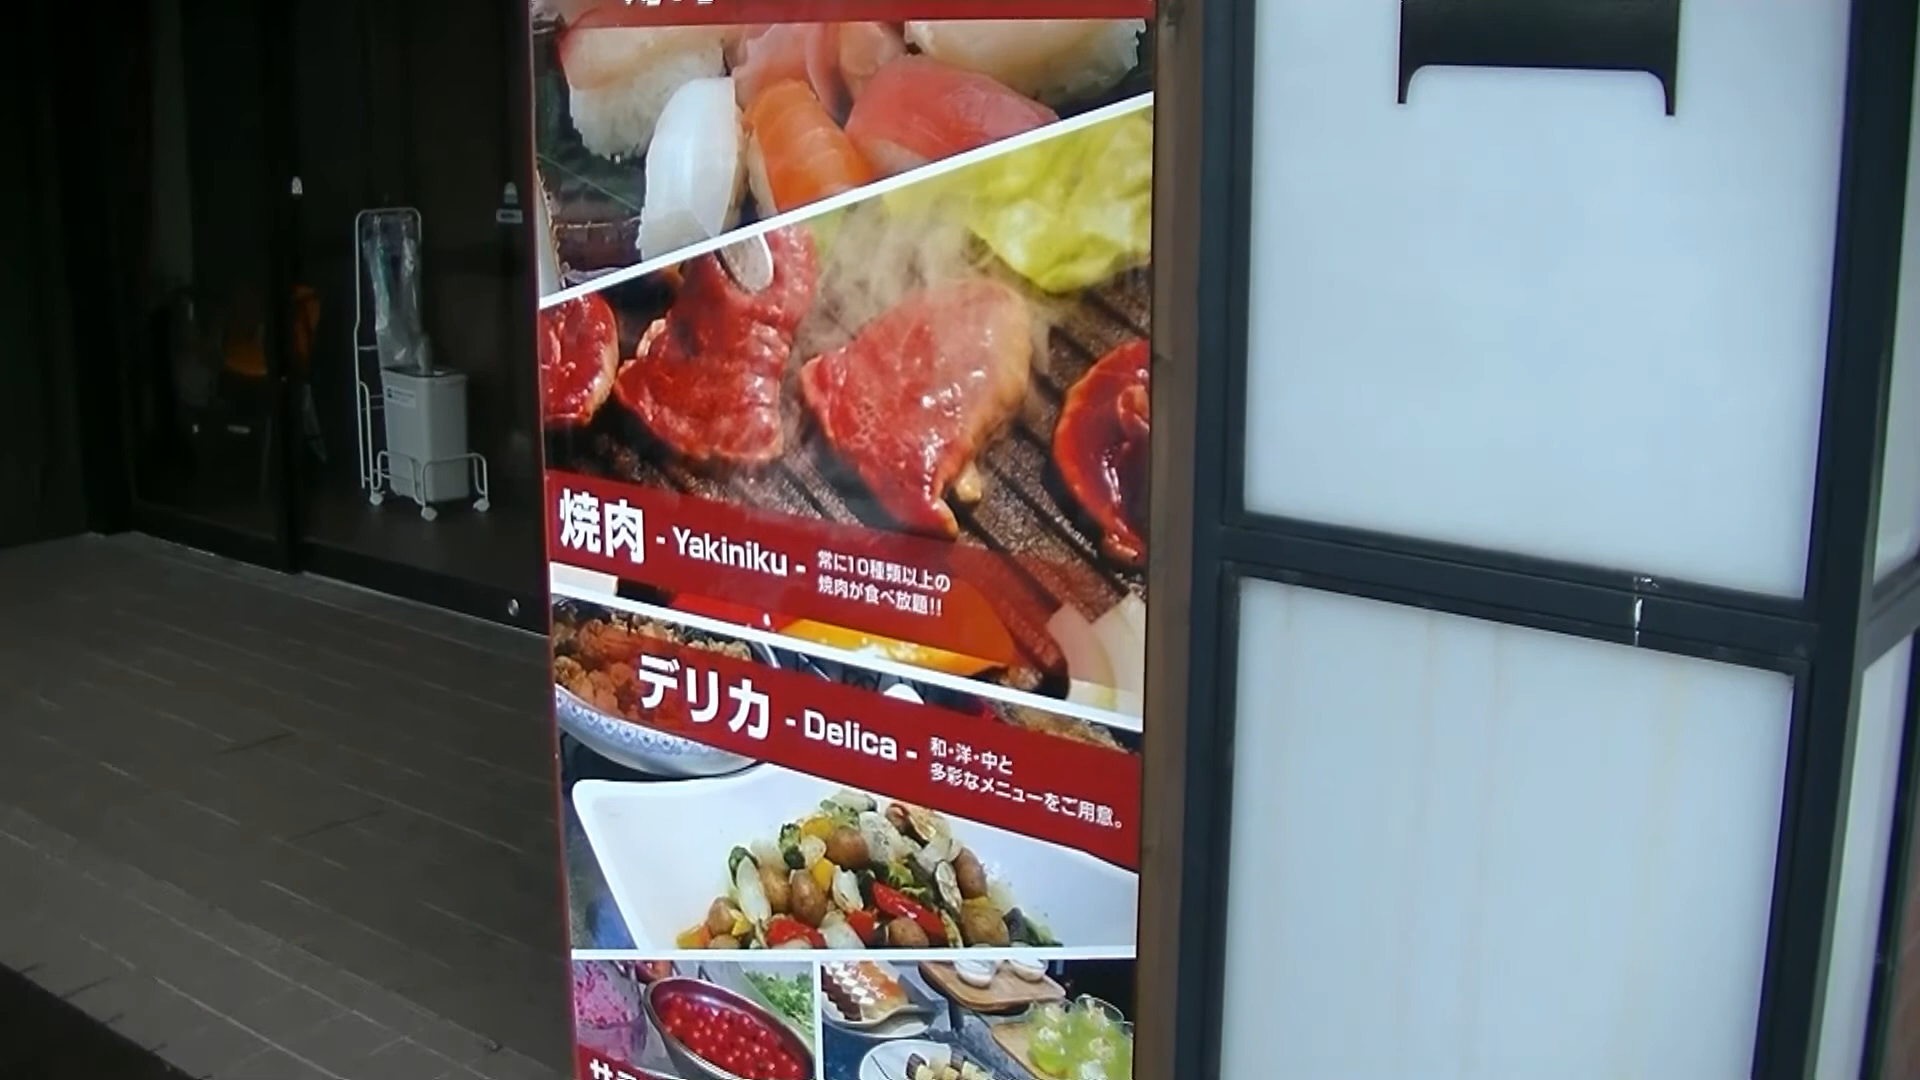 焼肉 - Yakiniku - 常に10種類以上の
焼肉が食べ放題!!
デリカ - Delica - 和・洋・中と
多彩なメニューをご用意。